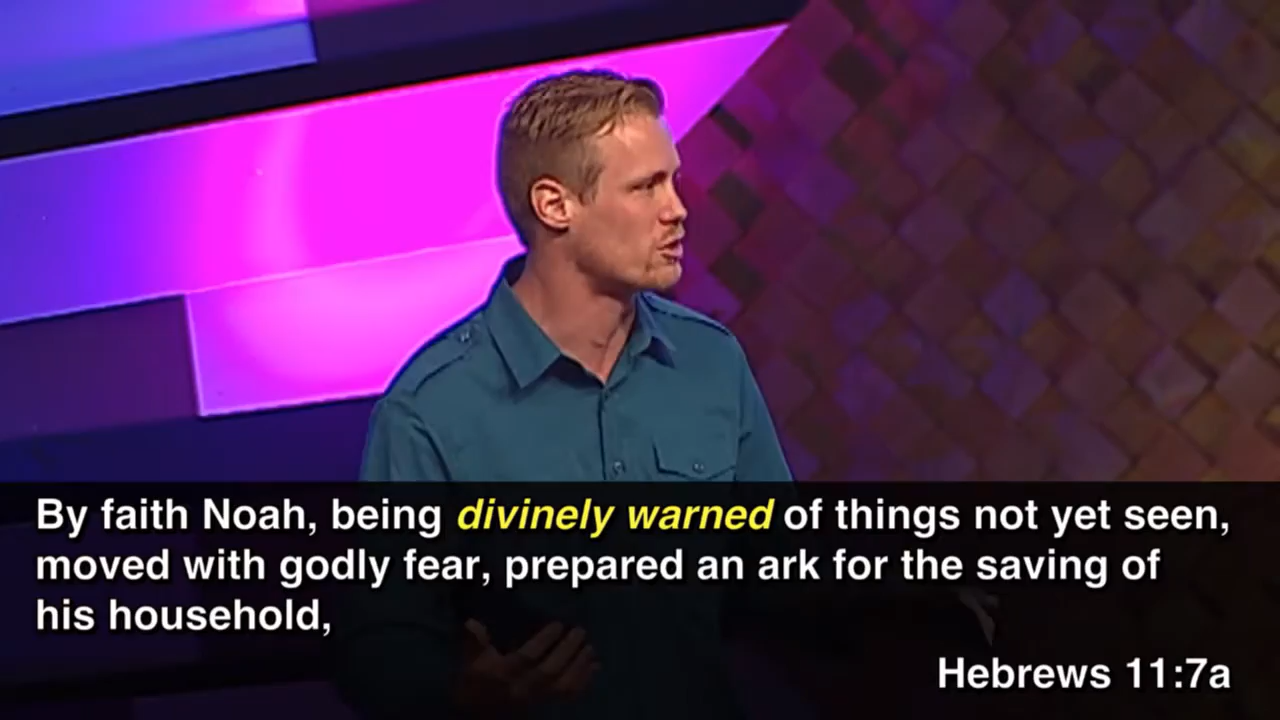 By faith Noah, being divinely warned of things not yet seen,
moved with godly fear, prepared an ark for the saving of
his household,
Hebrews 11:7a